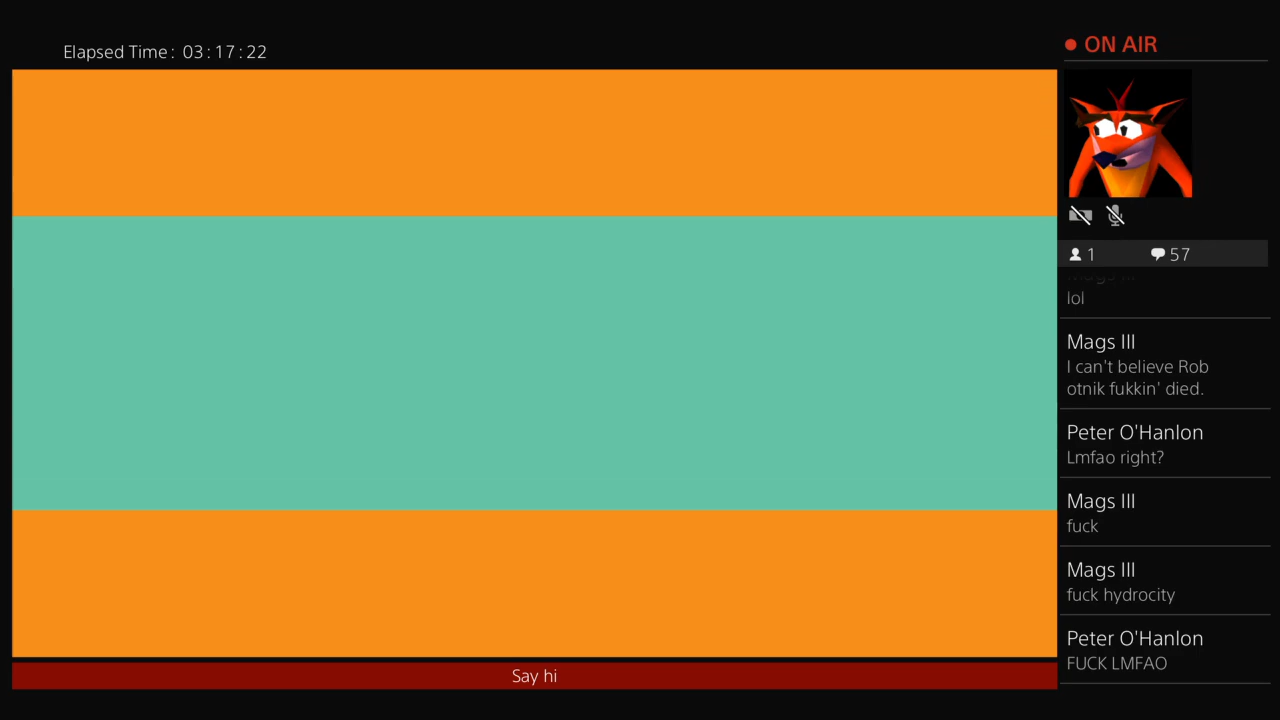 Elapsed Time: 03:17:22
ON AIR
1
57
lol
Mags III
I can't believe Rob
otnik fukkin' died.
Peter O'Hanlon
Lmfao right?
Mags III
fuck
Mags III
fuck hydrocity
Peter O'Hanlon
FUCK LMFAO
Say hi